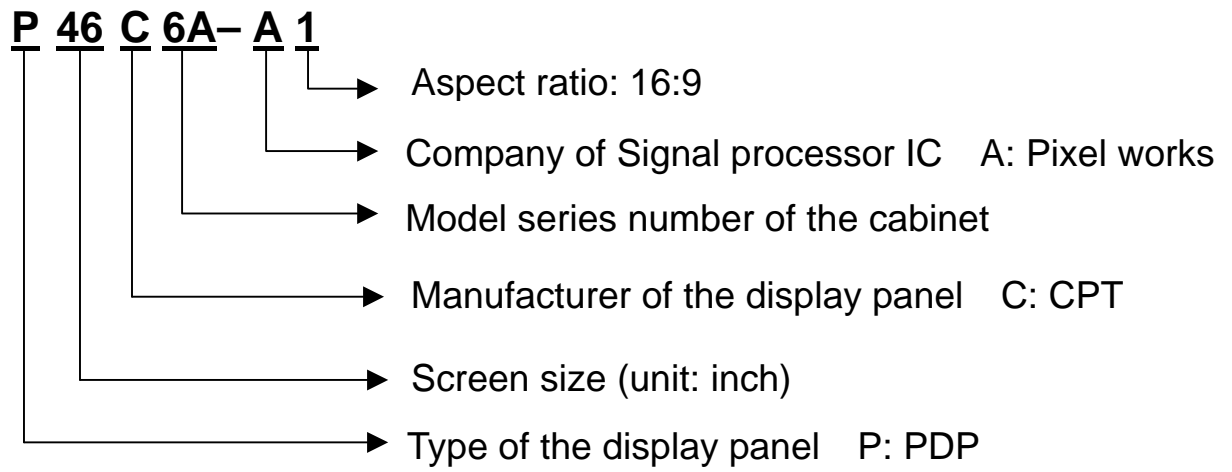 P 46 C 6A– A 1
Aspect ratio: 16:9
Company of Signal processor IC A: Pixel works
Model series number of the cabinet
Manufacturer of the display panel C: CPT
Screen size (unit: inch)
Type of the display panel P: PDP